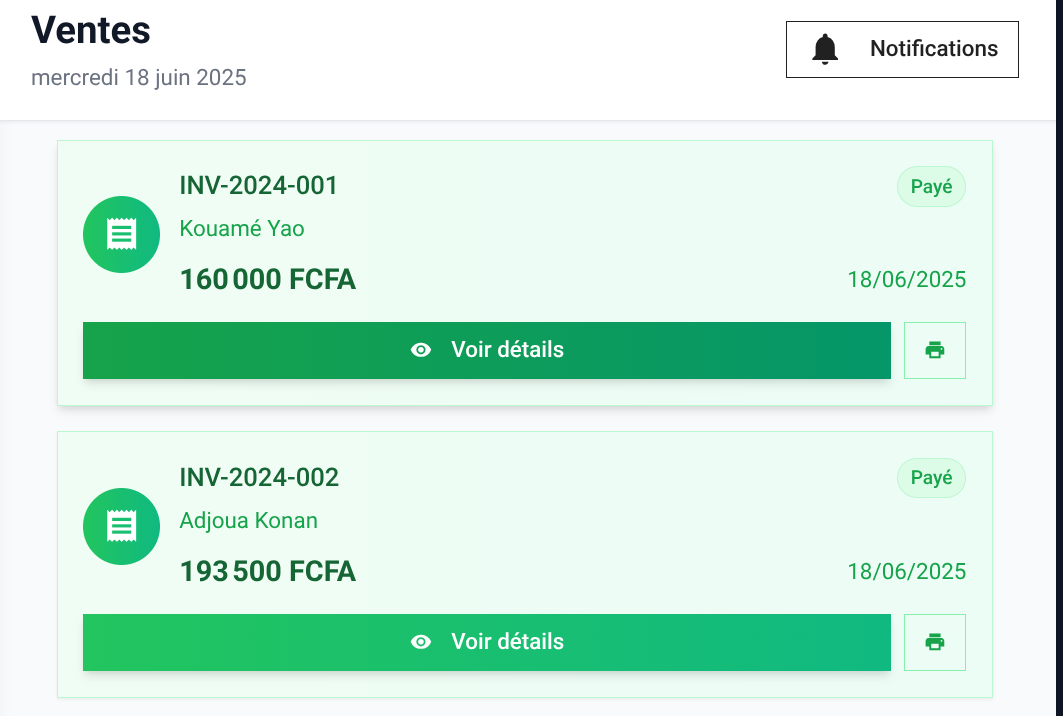 Ventes
mercredi 18 juin 2025
Notifications
INV-2024-001
Payé
Kouamé Yao
160 000 FCFA
18/06/2025
Voir détails
INV-2024-002
Payé
Adjoua Konan
193 500 FCFA
18/06/2025
Voir détails